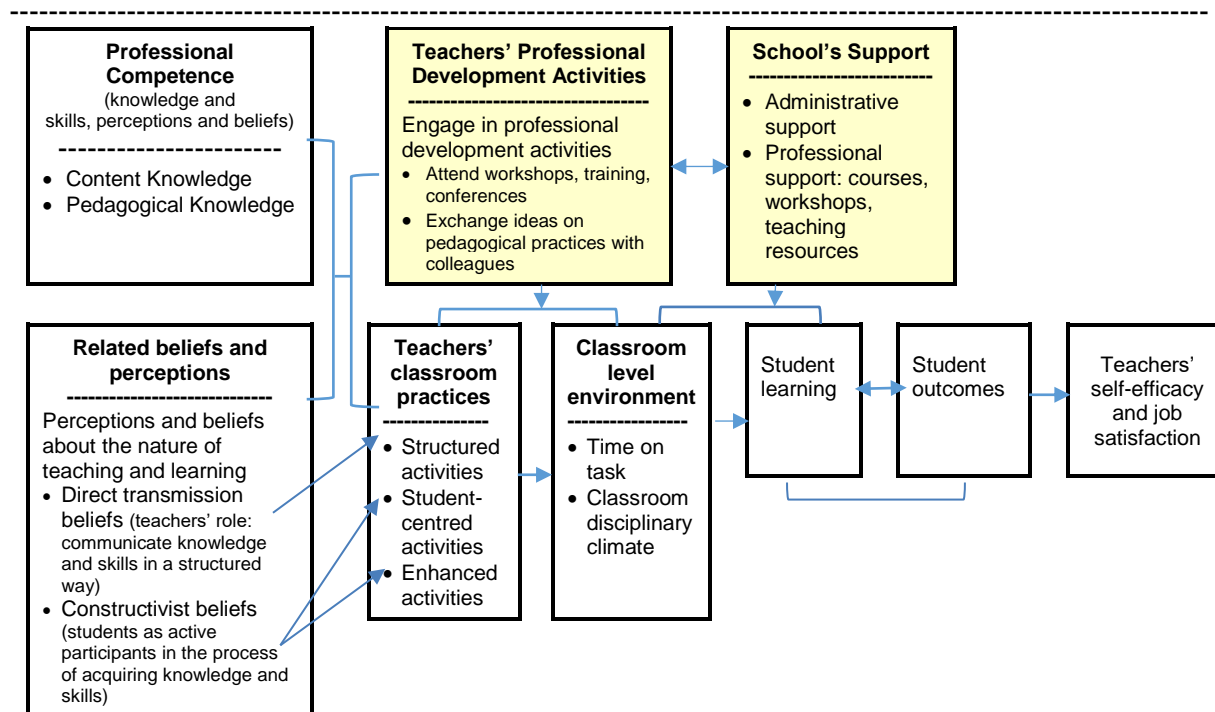 Professional
Competence
(knowledge and
skills, perceptions and beliefs)
• Content Knowledge
• Pedagogical Knowledge
Teachers’ Professional
Development Activities
Engage in professional
development activities
• Attend workshops, training,
conferences
• Exchange ideas on
pedagogical practices with
colleagues
School’s Support
• Administrative
support
• Professional
support: courses,
workshops,
teaching
resources
Related beliefs and
perceptions
Perceptions and beliefs
about the nature of
teaching and learning
• Direct transmission
beliefs (teachers’ role:
communicate knowledge
and skills in a structured
way)
• Constructivist beliefs
(students as active
participants in the process
of acquiring knowledge and
skills)
Teachers’
classroom
practices
• Structured
activities
• Student-
centred
activities
• Enhanced
activities
Classroom
level
environment
• Time on
task
• Classroom
disciplinary
climate
Student
learning
Student
outcomes
Teachers’
self-efficacy
and job
satisfaction